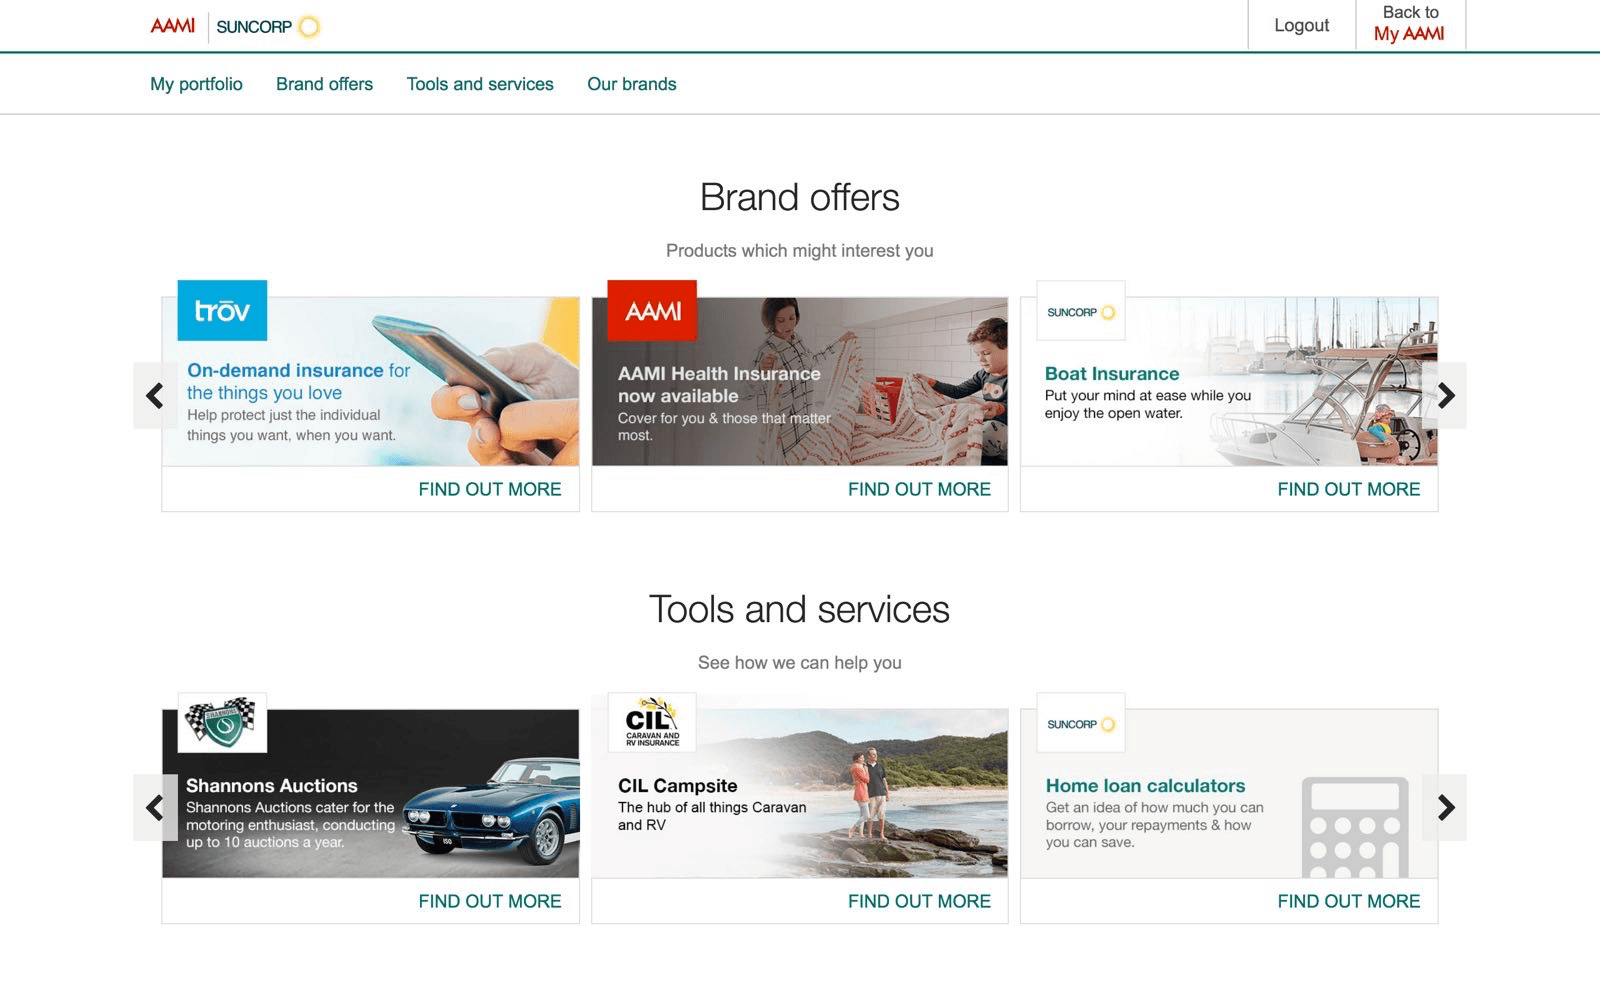 AAMI SUNCORP
Logout
Back to
My AAMI
My portfolio
Brand offers
Tools and services
Our brands
Brand offers
Products which might interest you
trōv
On-demand insurance for
the things you love
Help protect just the individual
things you want, when you want.
FIND OUT MORE
AAMI
AAMI Health Insurance
now available
Cover for you & those that matter
most.
FIND OUT MORE
SUNCORP
Boat Insurance
Put your mind at ease while you
enjoy the open water.
FIND OUT MORE
Tools and services
See how we can help you
SHANNONS
Shannons Auctions
Shannons Auctions cater for the
motoring enthusiast, conducting
up to 10 auctions a year.
ISO
FIND OUT MORE
CIL
CARAVAN AND
RV INSURANCE
CIL Campsite
The hub of all things Caravan
and RV
FIND OUT MORE
SUNCORP
Home loan calculators
Get an idea of how much you can
borrow, your repayments & how
you can save.
FIND OUT MORE